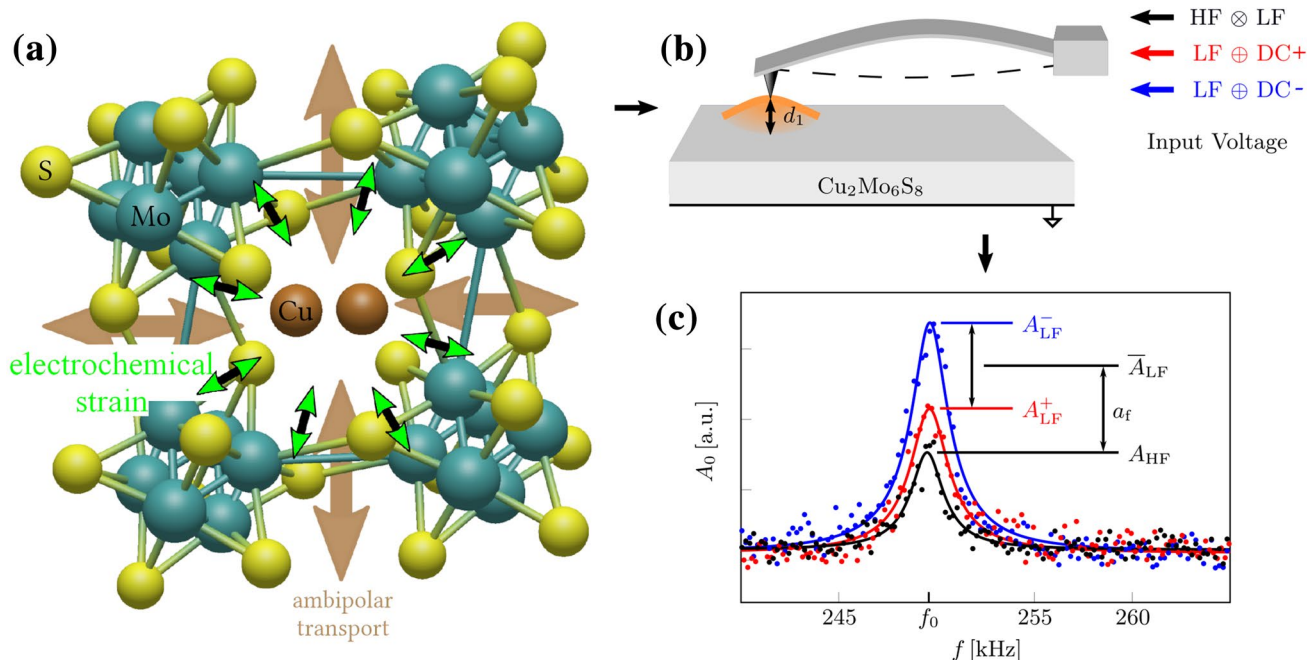 (a)
S
Mo
Cu
electrochemical
strain
ambipolar
transport
(b)
d₁
Cu₂Mo₆S₈
HF ⊗ LF
LF ⊕ DC+
LF ⊕ DC-
Input Voltage
(c)
A₀ [a.u.]
A⁻LF
A̅LF
A⁺LF
af
AHF
245 f₀ 255 260
f [kHz]